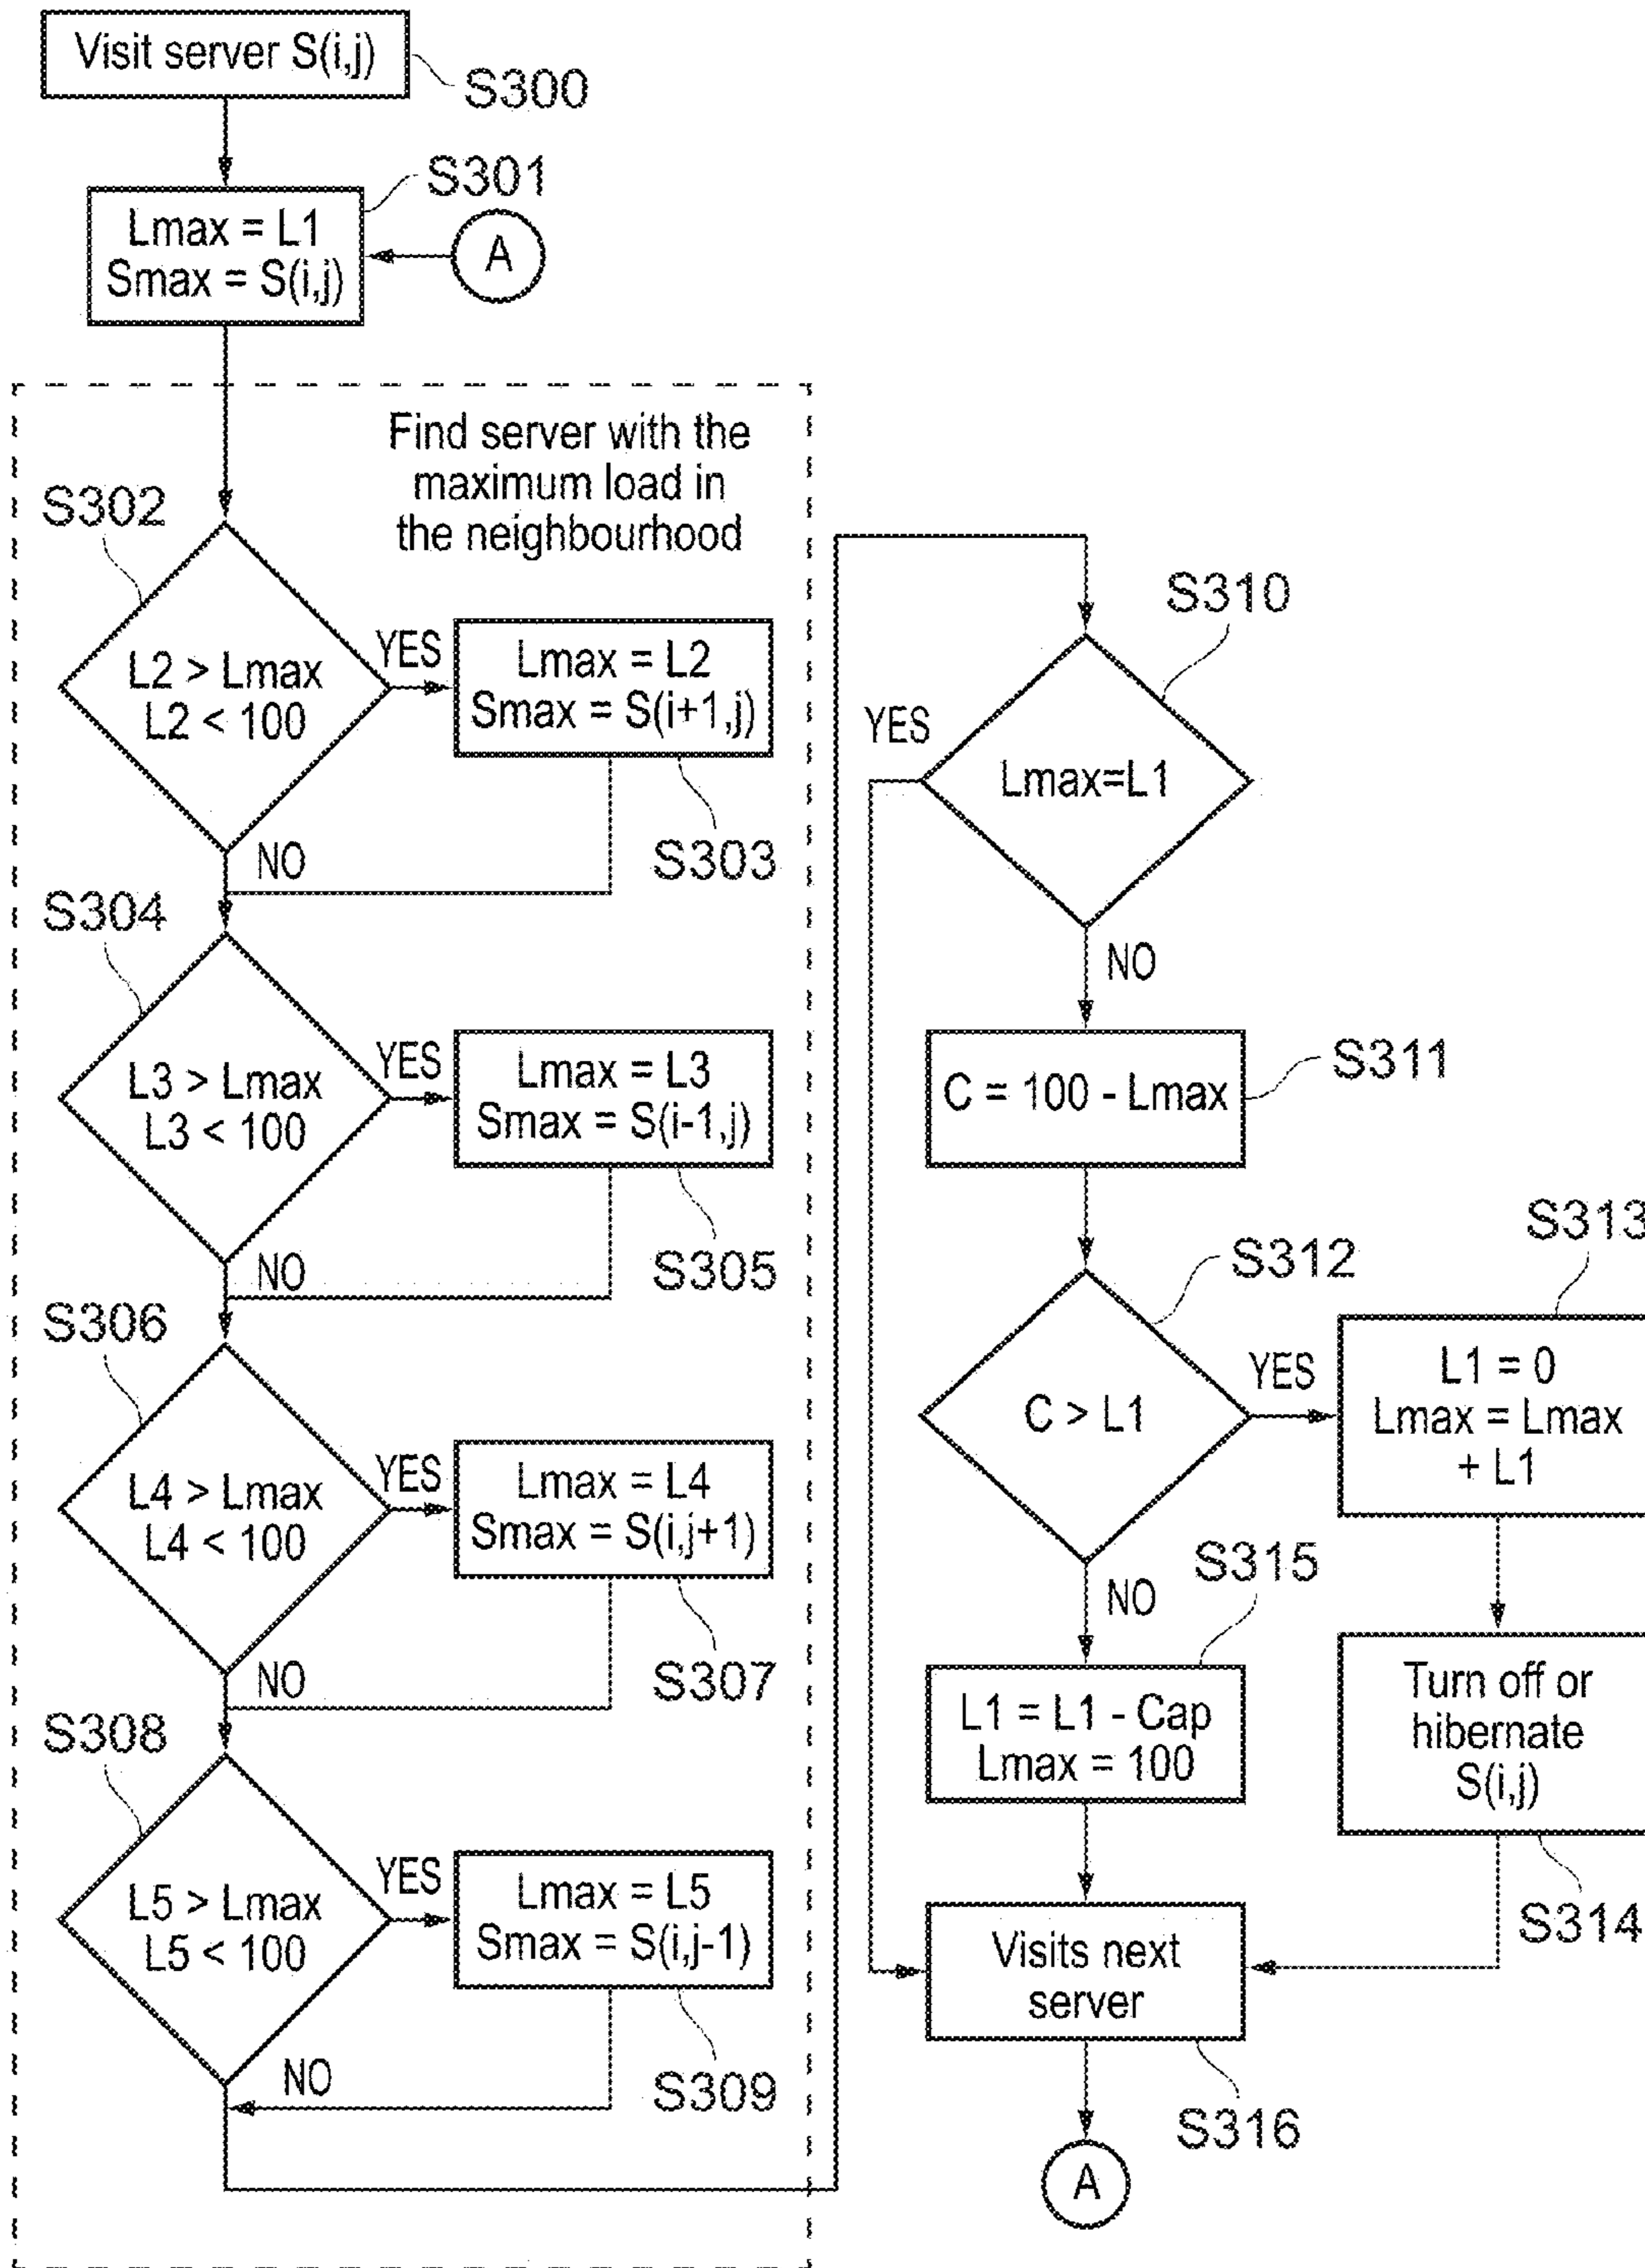 Visit server S(i,j)
S300
S301
Lmax = L1
Smax = S(i,j)
A
Find server with the
maximum load in
the neighbourhood
S302
L2 > Lmax
L2 < 100
YES
Lmax = L2
Smax = S(i+1,j)
NO
S303
S304
L3 > Lmax
L3 < 100
YES
Lmax = L3
Smax = S(i-1,j)
NO
S305
S306
L4 > Lmax
L4 < 100
YES
Lmax = L4
Smax = S(i,j+1)
NO
S307
S308
L5 > Lmax
L5 < 100
YES
Lmax = L5
Smax = S(i,j-1)
NO
S309
S310
YES
Lmax=L1
NO
C = 100 - Lmax
S311
S312
C > L1
YES
S313
L1 = 0
Lmax = Lmax
+ L1
NO
S315
L1 = L1 - Cap
Lmax = 100
Turn off or
hibernate
S(i,j)
S314
Visits next
server
S316
A